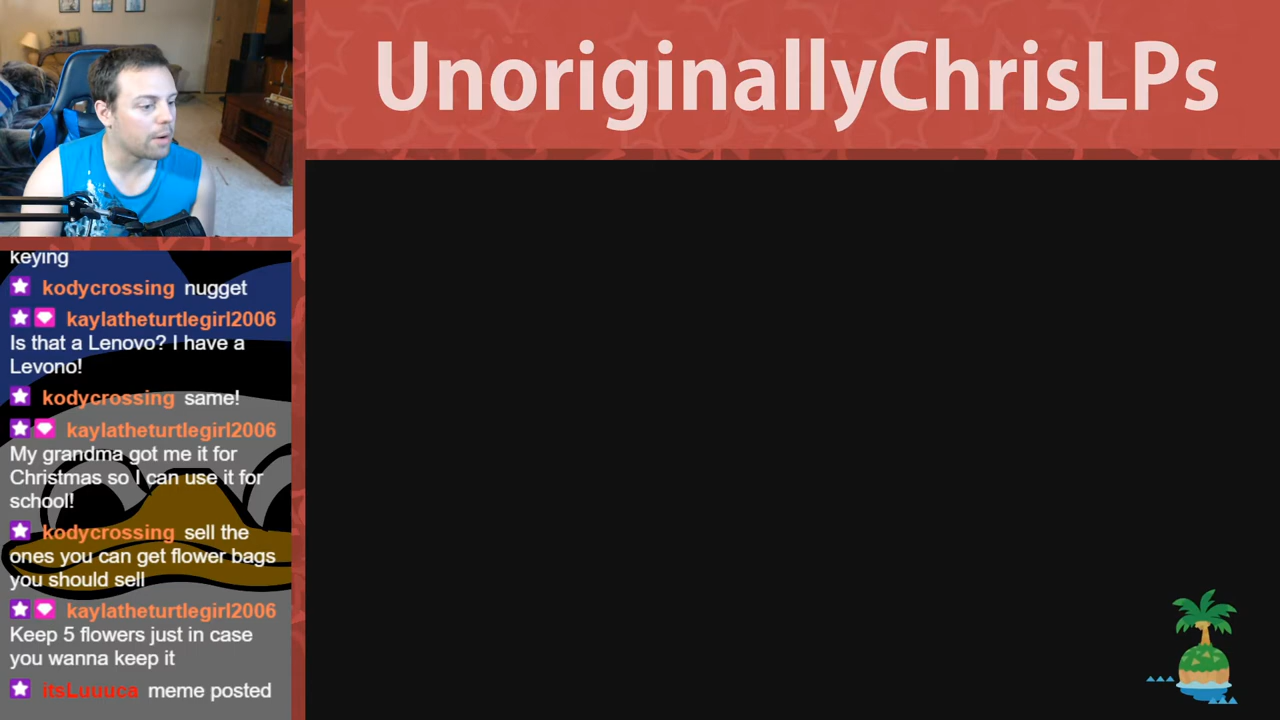 UnoriginallyChrisLPs
keying
kodycrossing nugget
kaylatheturtlegirl2006
Is that a Lenovo? I have a
Levono!
kodycrossing same!
kaylatheturtlegirl2006
My grandma got me it for
Christmas so I can use it for
school!
kodycrossing sell the
ones you can get flower bags
you should sell
kaylatheturtlegirl2006
Keep 5 flowers just in case
you wanna keep it
itsLuuuca meme posted